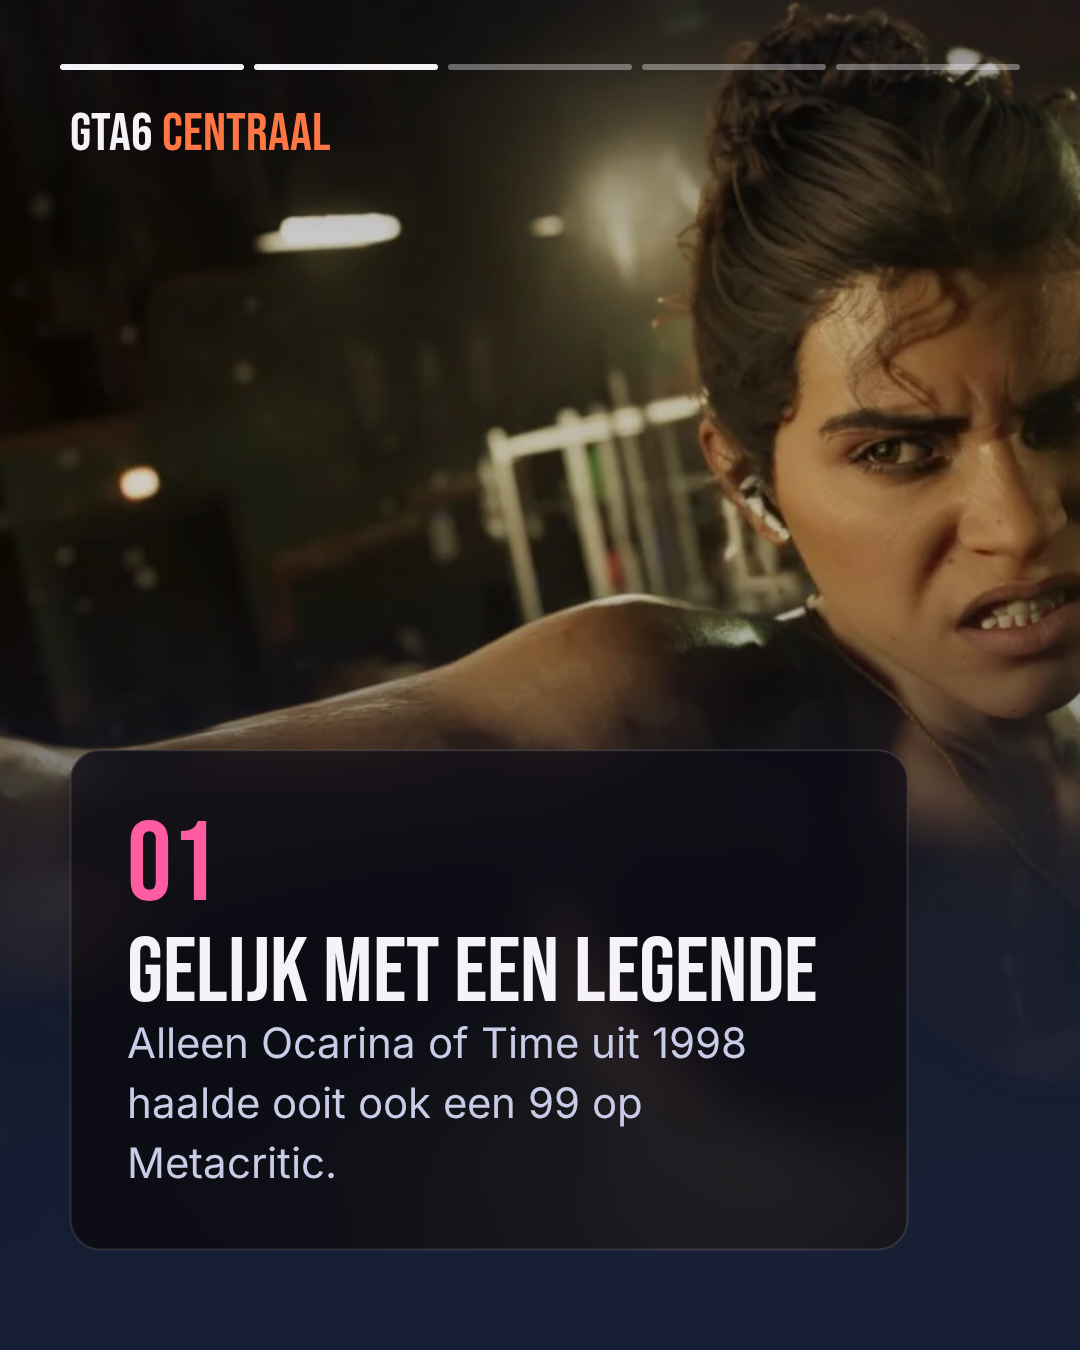 GTA6 CENTRAAL
01
GELIJK MET EEN LEGENDE
Alleen Ocarina of Time uit 1998
haalde ooit ook een 99 op
Metacritic.